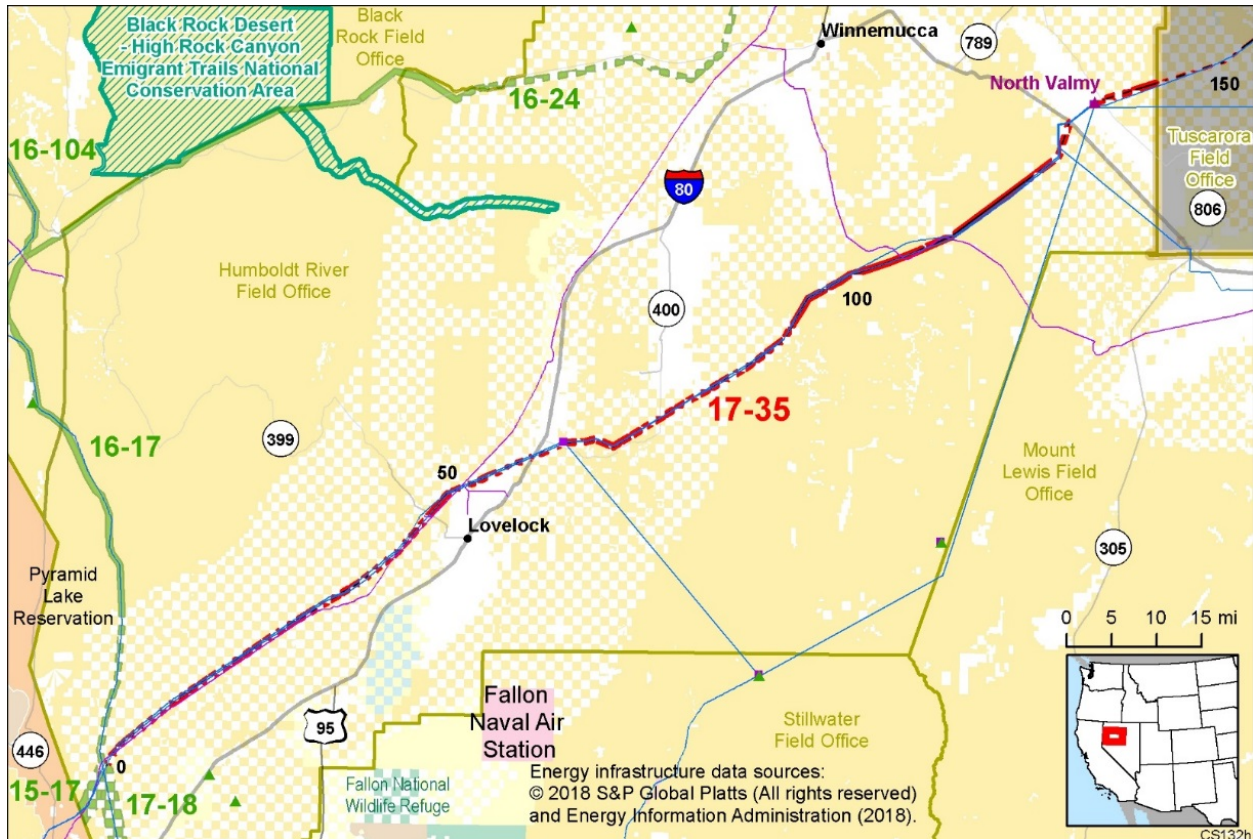 Black Rock Desert
- High Rock Canyon
Emigrant Trails National
Conservation Area
Black
Rock Field
Office
Winnemucca
789
North Valmy
150
16-24
16-104
Tuscarora
Field
Office
80
806
Humboldt River
Field Office
400
100
17-35
399
16-17
50
Mount
Lewis Field
Office
Lovelock
305
Pyramid
Lake
Reservation
0 5 10 15 mi
Fallon
Naval Air
Station
95
Stillwater
Field Office
446
0
15-17
17-18
Fallon National
Wildlife Refuge
Energy infrastructure data sources:
© 2018 S&P Global Platts (All rights reserved)
and Energy Information Administration (2018).
CS132h